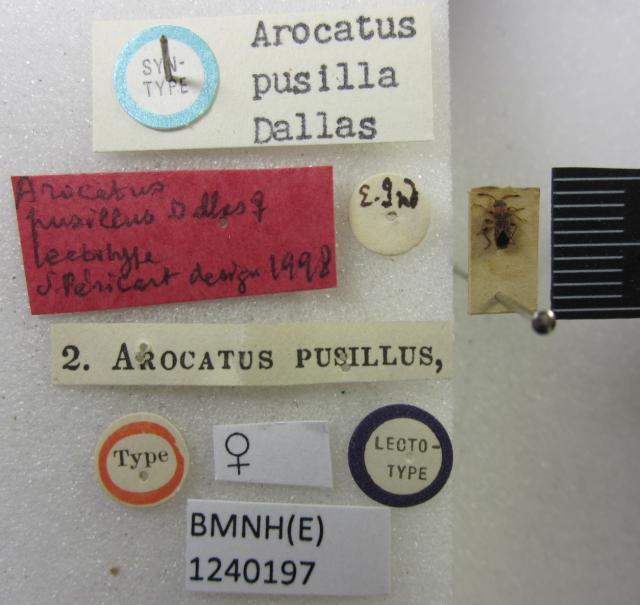 SYN-
TYPE
Arocatus
pusilla
Dallas
Arocatus
pusillus Dallas ♀
lectotype
J. Péricart design 1998
E. Ind
2. AROCATUS PUSILLUS,
Type
♀
LECTO-
TYPE
BMNH(E)
1240197